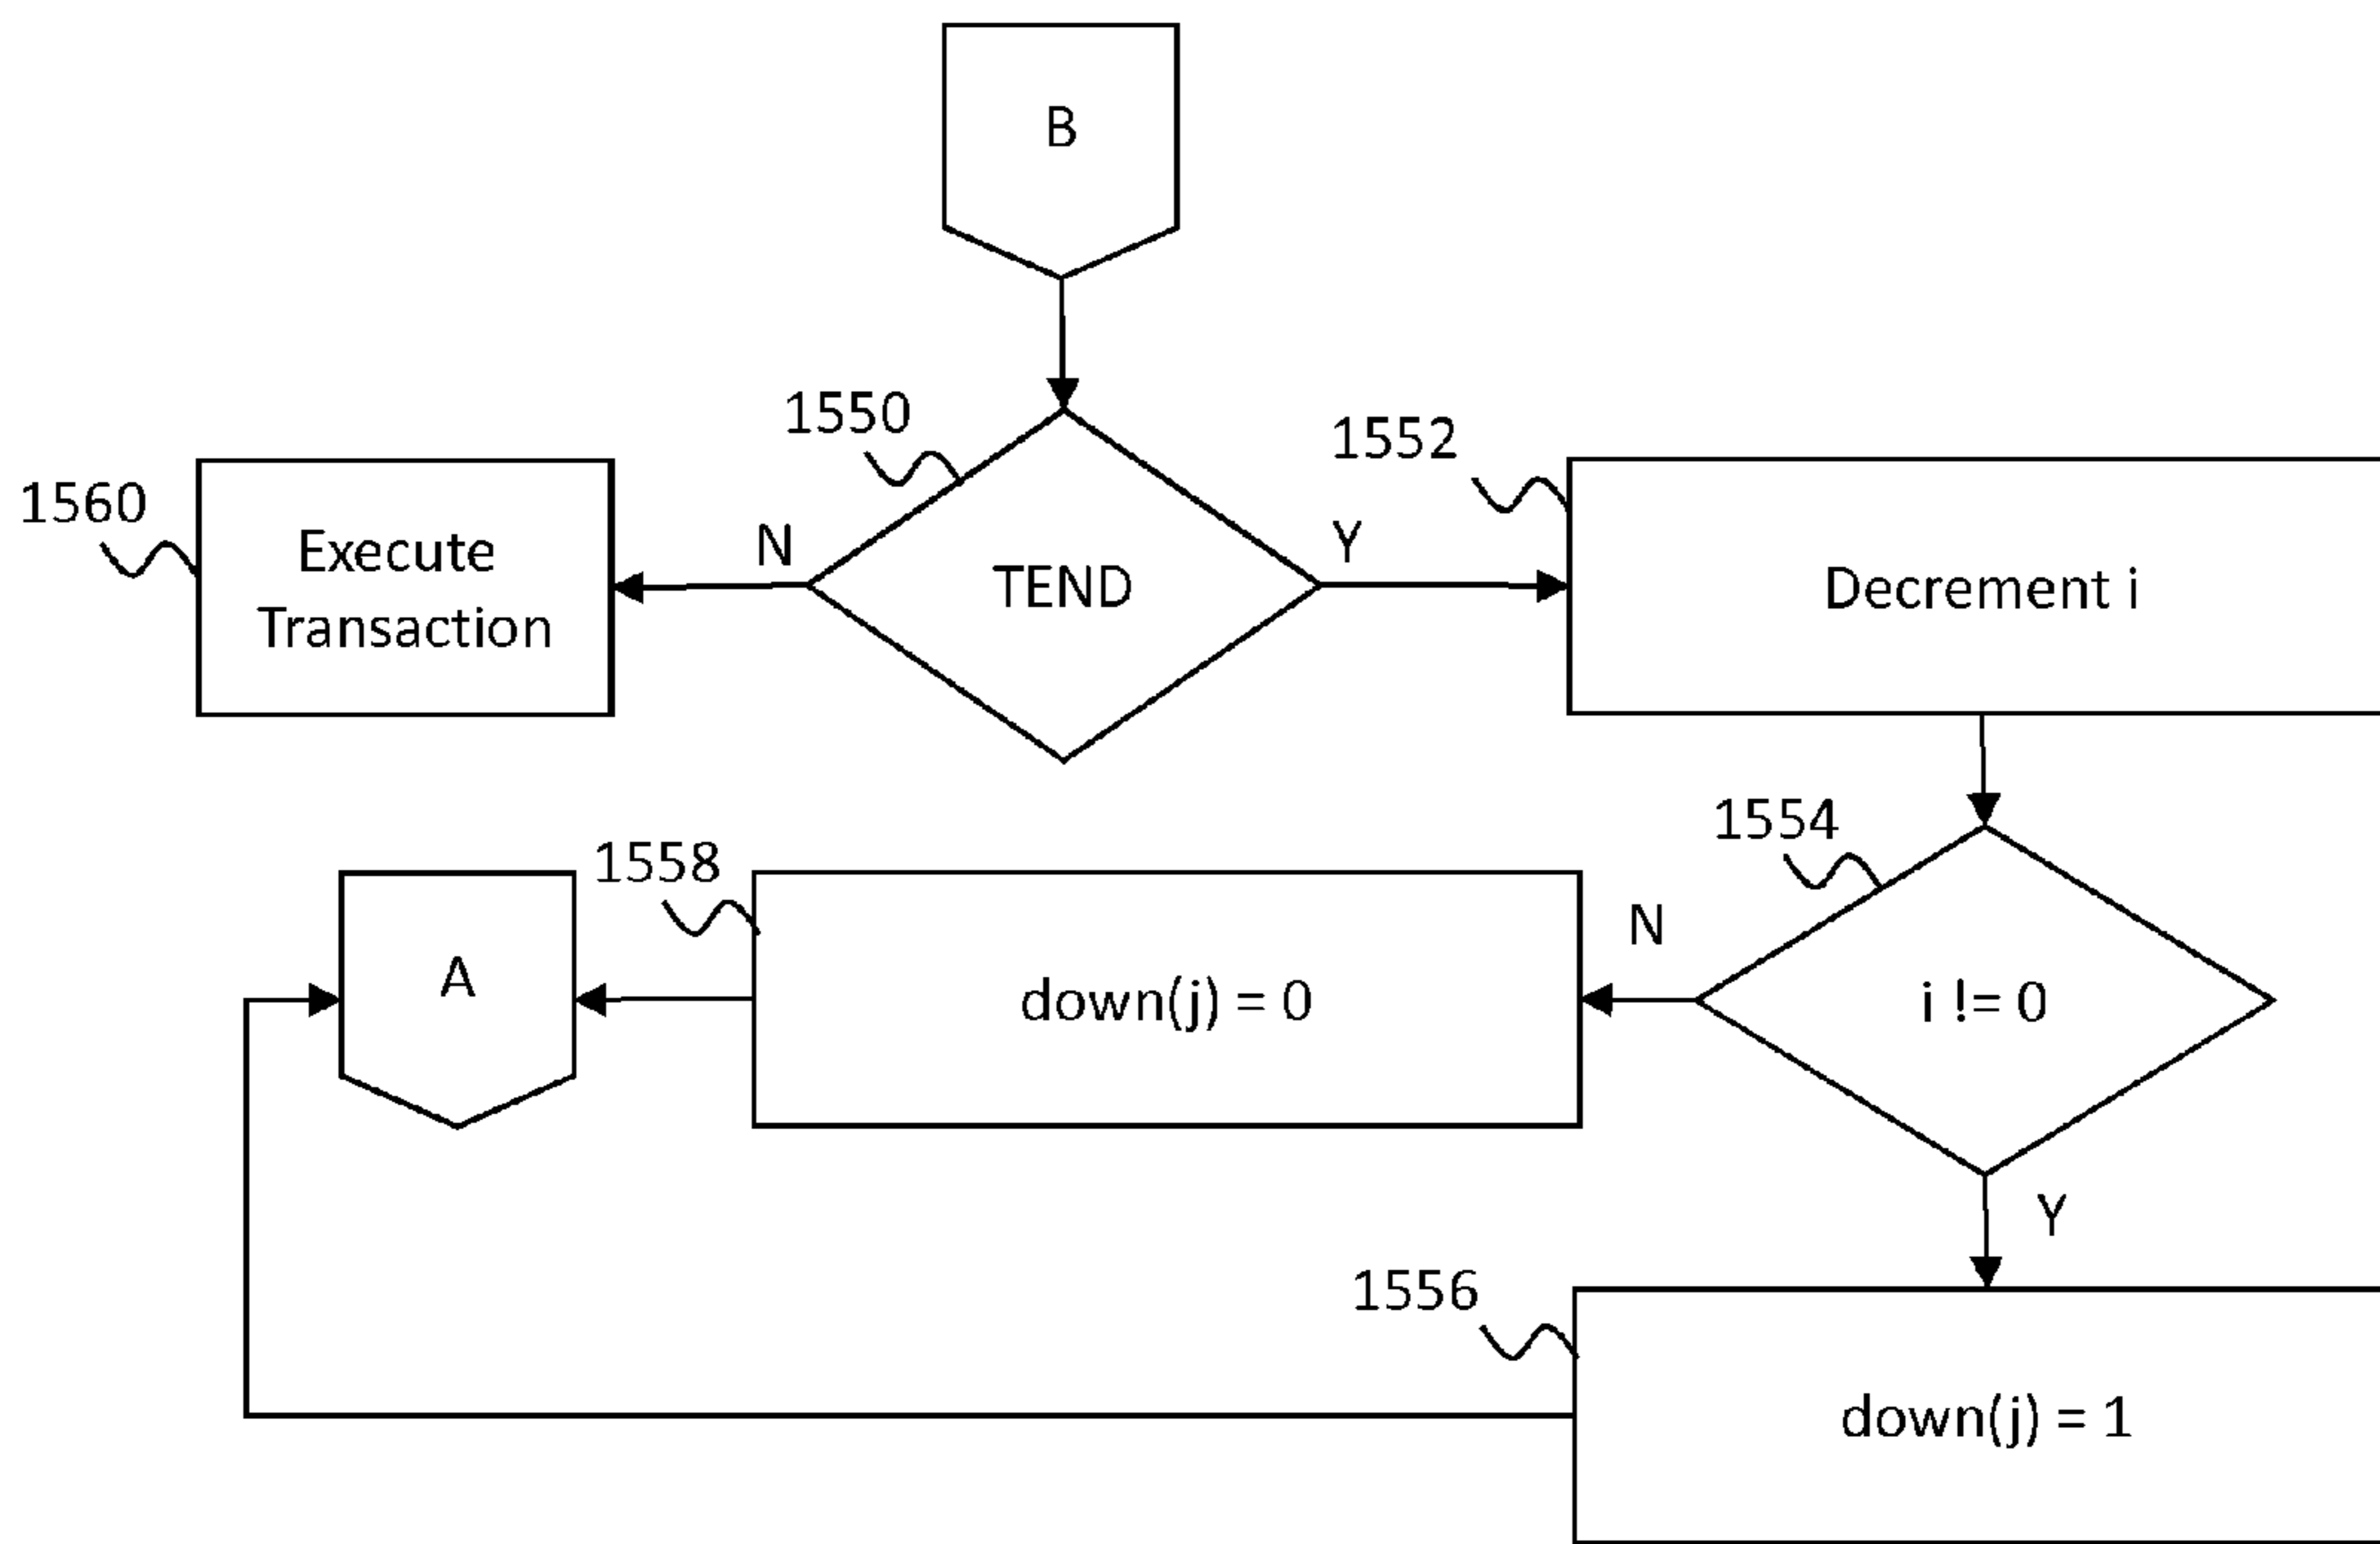 B
1550
1552
1560
Execute
Transaction
N
TEND
Y
Decrement i
1554
1558
A
down(j) = 0
N
i != 0
Y
1556
down(j) = 1